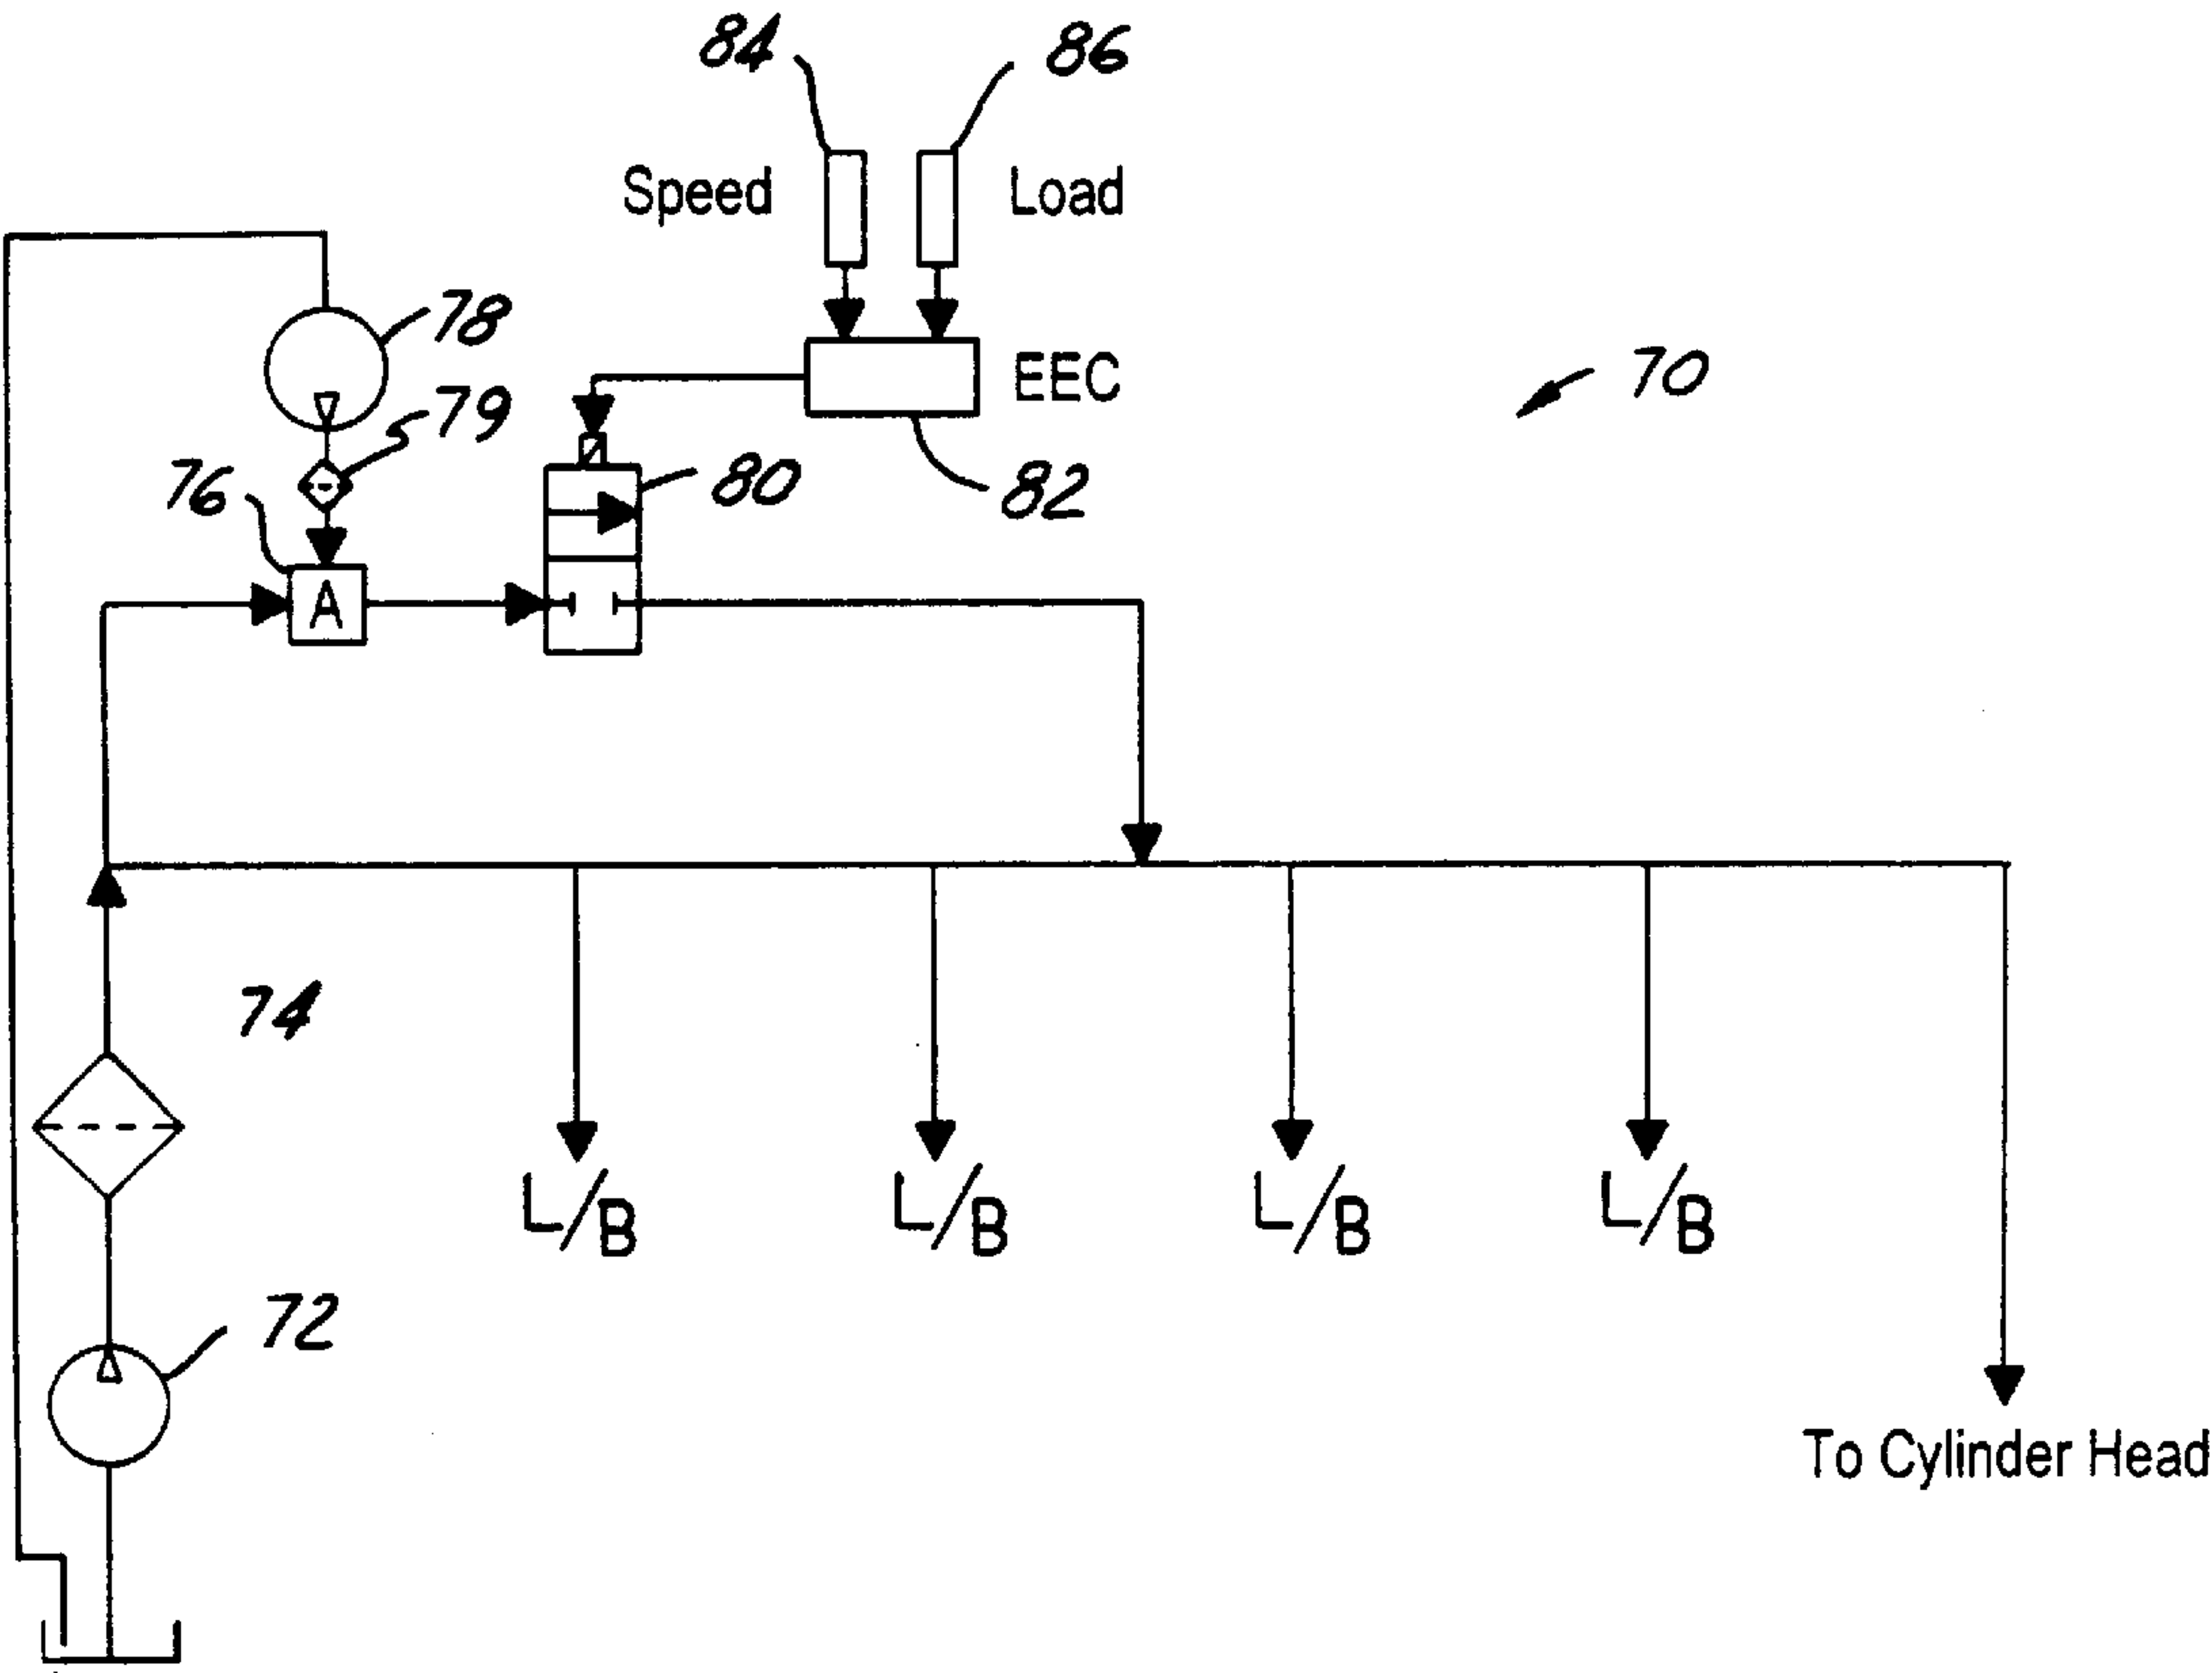 84
86
Speed
Load
78
EEC
70
79
76
80
82
A
74
L/B
L/B
L/B
L/B
72
To Cylinder Head